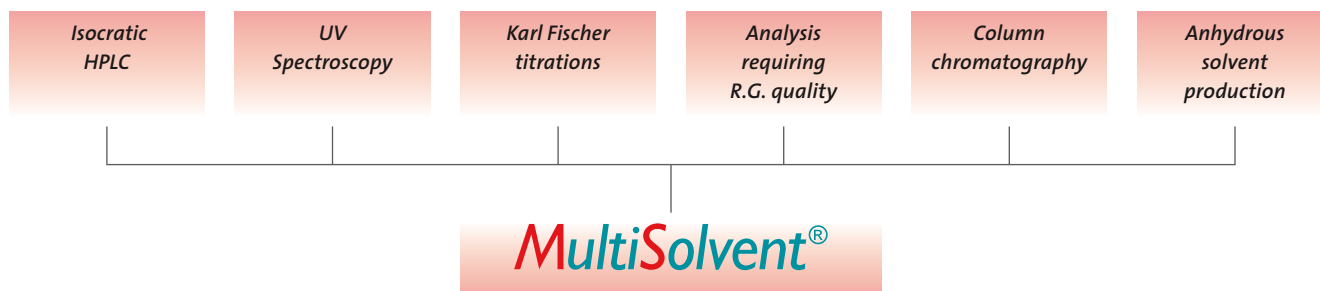 Isocratic
HPLC
UV
Spectroscopy
Karl Fischer
titrations
Analysis
requiring
R.G. quality
Column
chromatography
Anhydrous
solvent
production
MultiSolvent®